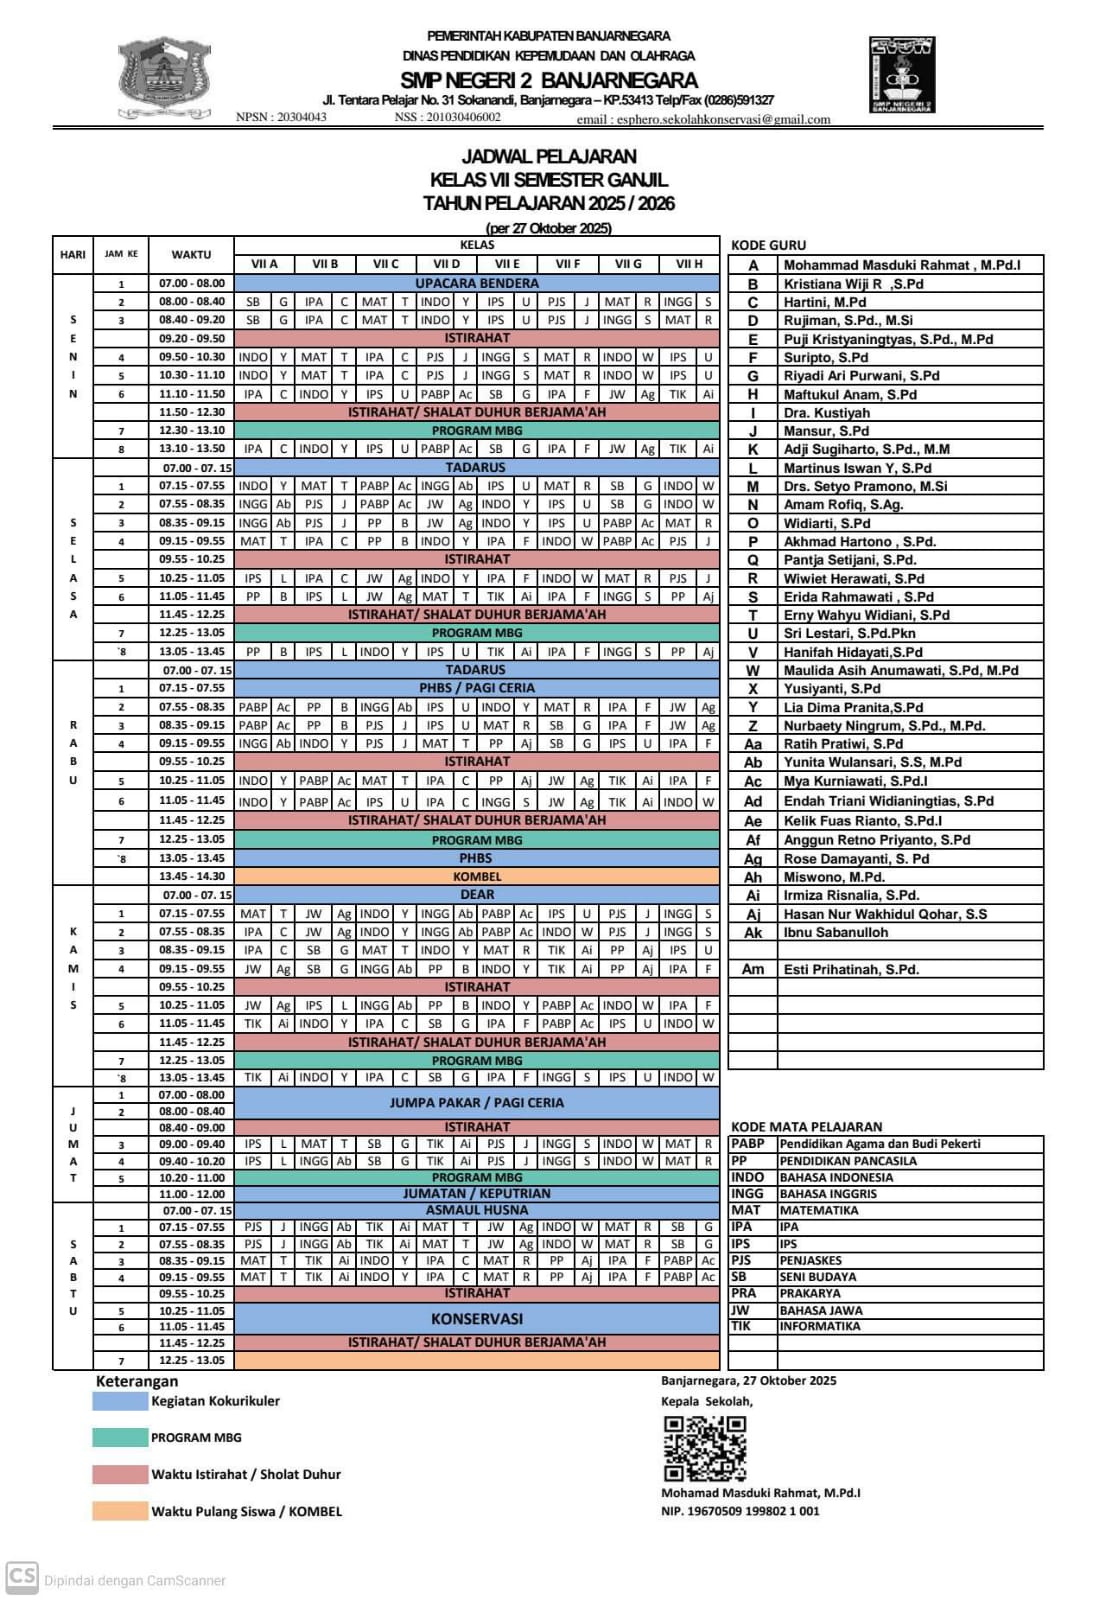 PEMERINTAH KABUPATEN BANJARNEGARA
DINAS PENDIDIKAN KEPEMUDAAN DAN OLAHRAGA
SMP NEGERI 2 BANJARNEGARA
Jl. Tentara Pelajar No. 31 Sokanandi, Banjarnegara – KP.53413 Telp/Fax (0286)591327
NPSN : 20304043 NSS : 201030406002 email : esphero.sekolahkonservasi@gmail.com
SMP NEGERI 2
BANJARNEGARA
JADWAL PELAJARAN
KELAS VII SEMESTER GANJIL
TAHUN PELAJARAN 2025 / 2026
(per 27 Oktober 2025)
HARI JAM KE WAKTU KELAS
VII A VII B VII C VII D VII E VII F VII G VII H
SENIN
1 07.00 - 08.00 UPACARA BENDERA
2 08.00 - 08.40 SB G IPA C MAT T INDO Y IPS U PJS J MAT R INGG S
3 08.40 - 09.20 SB G IPA C MAT T INDO Y IPS U PJS J INGG S MAT R
09.20 - 09.50 ISTIRAHAT
4 09.50 - 10.30 INDO Y MAT T IPA C PJS J INGG S MAT R INDO W IPS U
5 10.30 - 11.10 INDO Y MAT T IPA C PJS J INGG S MAT R INDO W IPS U
6 11.10 - 11.50 IPA C INDO Y IPS U PABP Ac SB G IPA F JW Ag TIK Ai
11.50 - 12.30 ISTIRAHAT/ SHALAT DUHUR BERJAMA'AH
7 12.30 - 13.10 PROGRAM MBG
8 13.10 - 13.50 IPA C INDO Y IPS U PABP Ac SB G IPA F JW Ag TIK Ai
SELASA
07.00 - 07. 15 TADARUS
1 07.15 - 07.55 INDO Y MAT T PABP Ac INGG Ab IPS U MAT R SB G INDO W
2 07.55 - 08.35 INGG Ab PJS J PABP Ac JW Ag INDO Y IPS U SB G INDO W
3 08.35 - 09.15 INGG Ab PJS J PP B JW Ag INDO Y IPS U PABP Ac MAT R
4 09.15 - 09.55 MAT T IPA C PP B INDO Y IPA F INDO W PABP Ac PJS J
09.55 - 10.25 ISTIRAHAT
5 10.25 - 11.05 IPS L IPA C JW Ag INDO Y IPA F INDO W MAT R PJS J
6 11.05 - 11.45 PP B IPS L JW Ag MAT T TIK Ai IPA F INGG S PP Aj
11.45 - 12.25 ISTIRAHAT/ SHALAT DUHUR BERJAMA'AH
7 12.25 - 13.05 PROGRAM MBG
`8 13.05 - 13.45 PP B IPS L INDO Y IPS U TIK Ai IPA F INGG S PP Aj
RABU
07.00 - 07. 15 TADARUS
1 07.15 - 07.55 PHBS / PAGI CERIA
2 07.55 - 08.35 PABP Ac PP B INGG Ab IPS U INDO Y MAT R IPA F JW Ag
3 08.35 - 09.15 PABP Ac PP B PJS J IPS U MAT R SB G IPA F JW Ag
4 09.15 - 09.55 INGG Ab INDO Y PJS J MAT T PP Aj SB G IPS U IPA F
09.55 - 10.25 ISTIRAHAT
5 10.25 - 11.05 INDO Y PABP Ac MAT T IPA C PP Aj JW Ag TIK Ai IPA F
6 11.05 - 11.45 INDO Y PABP Ac IPS U IPA C INGG S JW Ag TIK Ai INDO W
11.45 - 12.25 ISTIRAHAT/ SHALAT DUHUR BERJAMA'AH
7 12.25 - 13.05 PROGRAM MBG
`8 13.05 - 13.45 PHBS
13.45 - 14.30 KOMBEL
KAMIS
07.00 - 07. 15 DEAR
1 07.15 - 07.55 MAT T JW Ag INDO Y INGG Ab PABP Ac IPS U PJS J INGG S
2 07.55 - 08.35 IPA C JW Ag INDO Y INGG Ab PABP Ac INDO W PJS J INGG S
3 08.35 - 09.15 IPA C SB G MAT T INDO Y MAT R TIK Ai PP Aj IPS U
4 09.15 - 09.55 JW Ag SB G INGG Ab PP B INDO Y TIK Ai PP Aj IPA F
09.55 - 10.25 ISTIRAHAT
5 10.25 - 11.05 JW Ag IPS L INGG Ab PP B INDO Y PABP Ac INDO W IPA F
6 11.05 - 11.45 TIK Ai INDO Y IPA C SB G IPA F PABP Ac IPS U INDO W
11.45 - 12.25 ISTIRAHAT/ SHALAT DUHUR BERJAMA'AH
7 12.25 - 13.05 PROGRAM MBG
`8 13.05 - 13.45 TIK Ai INDO Y IPA C SB G IPA F INGG S IPS U INDO W
JUMAT
1 07.00 - 08.00 JUMPA PAKAR / PAGI CERIA
2 08.00 - 08.40
08.40 - 09.00 ISTIRAHAT
3 09.00 - 09.40 IPS L MAT T SB G TIK Ai PJS J INGG S INDO W MAT R
4 09.40 - 10.20 IPS L INGG Ab SB G TIK Ai PJS J INGG S INDO W MAT R
5 10.20 - 11.00 PROGRAM MBG
11.00 - 12.00 JUMATAN / KEPUTRIAN
SABTU
07.00 - 07. 15 ASMAUL HUSNA
1 07.15 - 07.55 PJS J INGG Ab TIK Ai MAT T JW Ag INDO W MAT R SB G
2 07.55 - 08.35 PJS J INGG Ab TIK Ai MAT T JW Ag INDO W MAT R SB G
3 08.35 - 09.15 MAT T TIK Ai INDO Y IPA C MAT R PP Aj IPA F PABP Ac
4 09.15 - 09.55 MAT T TIK Ai INDO Y IPA C MAT R PP Aj IPA F PABP Ac
09.55 - 10.25 ISTIRAHAT
5 10.25 - 11.05 KONSERVASI
6 11.05 - 11.45
11.45 - 12.25 ISTIRAHAT/ SHALAT DUHUR BERJAMA'AH
7 12.25 - 13.05
KODE GURU
A Mohammad Masduki Rahmat , M.Pd.I
B Kristiana Wiji R ,S.Pd
C Hartini, M.Pd
D Rujiman, S.Pd., M.Si
E Puji Kristyaningtyas, S.Pd., M.Pd
F Suripto, S.Pd
G Riyadi Ari Purwani, S.Pd
H Maftukul Anam, S.Pd
I Dra. Kustiyah
J Mansur, S.Pd
K Adji Sugiharto, S.Pd., M.M
L Martinus Iswan Y, S.Pd
M Drs. Setyo Pramono, M.Si
N Amam Rofiq, S.Ag.
O Widiarti, S.Pd
P Akhmad Hartono , S.Pd.
Q Pantja Setijani, S.Pd.
R Wiwiet Herawati, S.Pd
S Erida Rahmawati , S.Pd
T Erny Wahyu Widiani, S.Pd
U Sri Lestari, S.Pd.Pkn
V Hanifah Hidayati,S.Pd
W Maulida Asih Anumawati, S.Pd, M.Pd
X Yusiyanti, S.Pd
Y Lia Dima Pranita,S.Pd
Z Nurbaety Ningrum, S.Pd., M.Pd.
Aa Ratih Pratiwi, S.Pd
Ab Yunita Wulansari, S.S, M.Pd
Ac Mya Kurniawati, S.Pd.I
Ad Endah Triani Widianingtias, S.Pd
Ae Kelik Fuas Rianto, S.Pd.I
Af Anggun Retno Priyanto, S.Pd
Ag Rose Damayanti, S. Pd
Ah Miswono, M.Pd.
Ai Irmiza Risnalia, S.Pd.
Aj Hasan Nur Wakhidul Qohar, S.S
Ak Ibnu Sabanulloh
Am Esti Prihatinah, S.Pd.
KODE MATA PELAJARAN
PABP Pendidikan Agama dan Budi Pekerti
PP PENDIDIKAN PANCASILA
INDO BAHASA INDONESIA
INGG BAHASA INGGRIS
MAT MATEMATIKA
IPA IPA
IPS IPS
PJS PENJASKES
SB SENI BUDAYA
PRA PRAKARYA
JW BAHASA JAWA
TIK INFORMATIKA
Keterangan
Kegiatan Kokurikuler
PROGRAM MBG
Waktu Istirahat / Sholat Duhur
Waktu Pulang Siswa / KOMBEL
Banjarnegara, 27 Oktober 2025
Kepala Sekolah,
Mohamad Masduki Rahmat, M.Pd.I
NIP. 19670509 199802 1 001
CS Dipindai dengan CamScanner